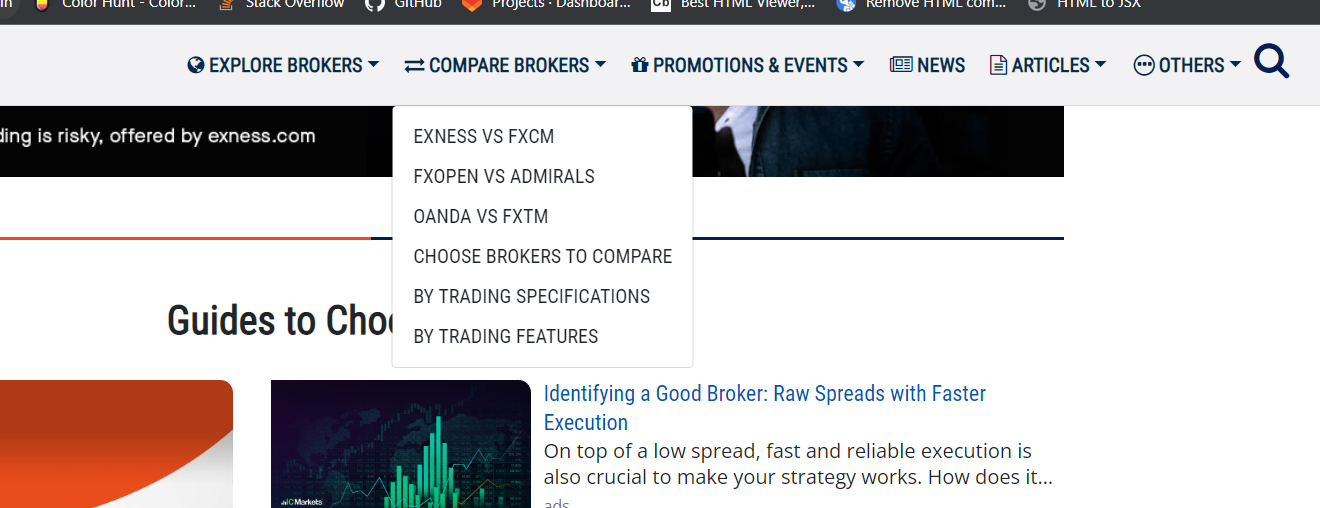 in Color Hunt - Color... Stack Overflow GitHub Projects · Dashboar... Cb Best HTML Viewer,... Remove HTML com... HTML to JSX
EXPLORE BROKERS COMPARE BROKERS PROMOTIONS & EVENTS NEWS ARTICLES OTHERS
ding is risky, offered by exness.com
EXNESS VS FXCM
FXOPEN VS ADMIRALS
OANDA VS FXTM
CHOOSE BROKERS TO COMPARE
BY TRADING SPECIFICATIONS
BY TRADING FEATURES
Guides to Choo
Identifying a Good Broker: Raw Spreads with Faster
Execution
On top of a low spread, fast and reliable execution is
also crucial to make your strategy works. How does it...
ads
IC Markets